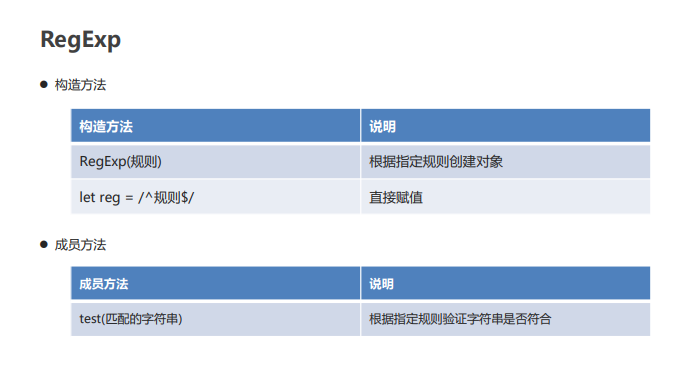 RegExp
● 构造方法
构造方法 说明
RegExp(规则) 根据指定规则创建对象
let reg = /^规则$/ 直接赋值
● 成员方法
成员方法 说明
test(匹配的字符串) 根据指定规则验证字符串是否符合